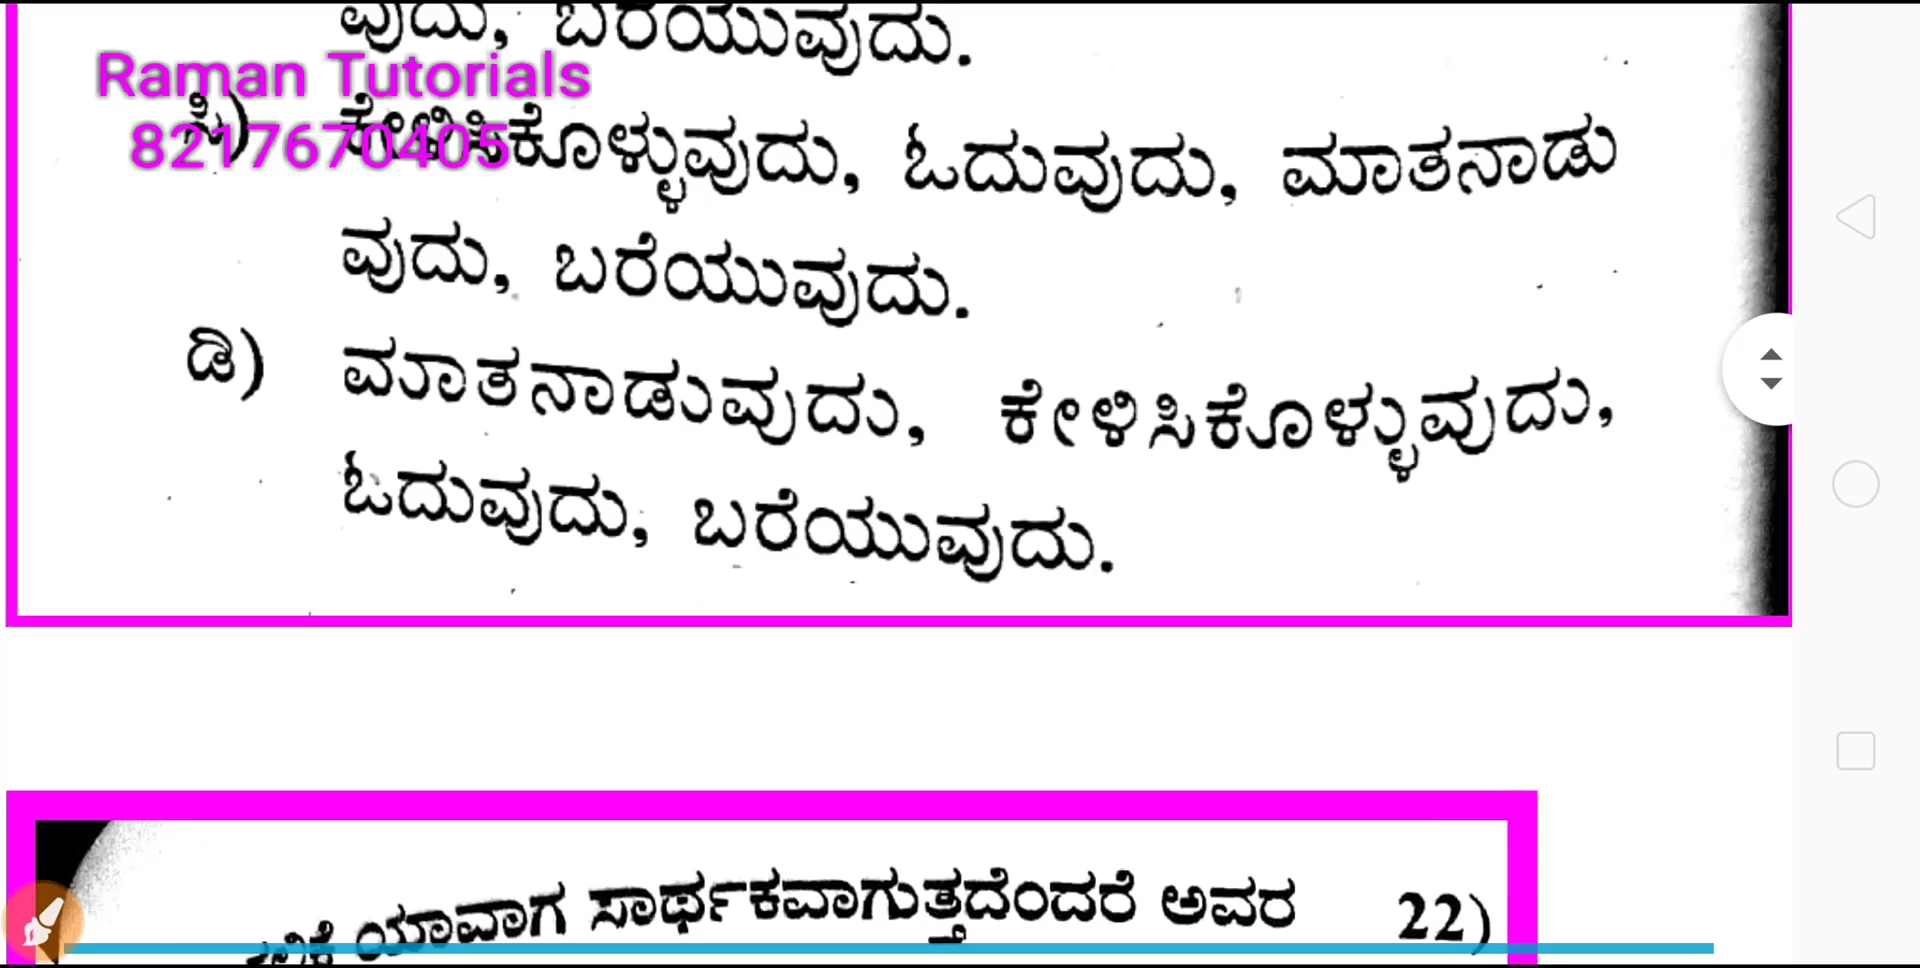 ವುದು, ಬರೆಯುವುದು.
Raman Tutorials
8217670405
ಸಿ) ಕೇಳಿಸಿಕೊಳ್ಳುವುದು, ಓದುವುದು, ಮಾತನಾಡು
ವುದು, ಬರೆಯುವುದು.
ಡಿ) ಮಾತನಾಡುವುದು, ಕೇಳಿಸಿಕೊಳ್ಳುವುದು,
ಓದುವುದು, ಬರೆಯುವುದು.
ಯಾವಾಗ ಸಾರ್ಥಕವಾಗುತ್ತದೆಂದರೆ ಅವರ 22)